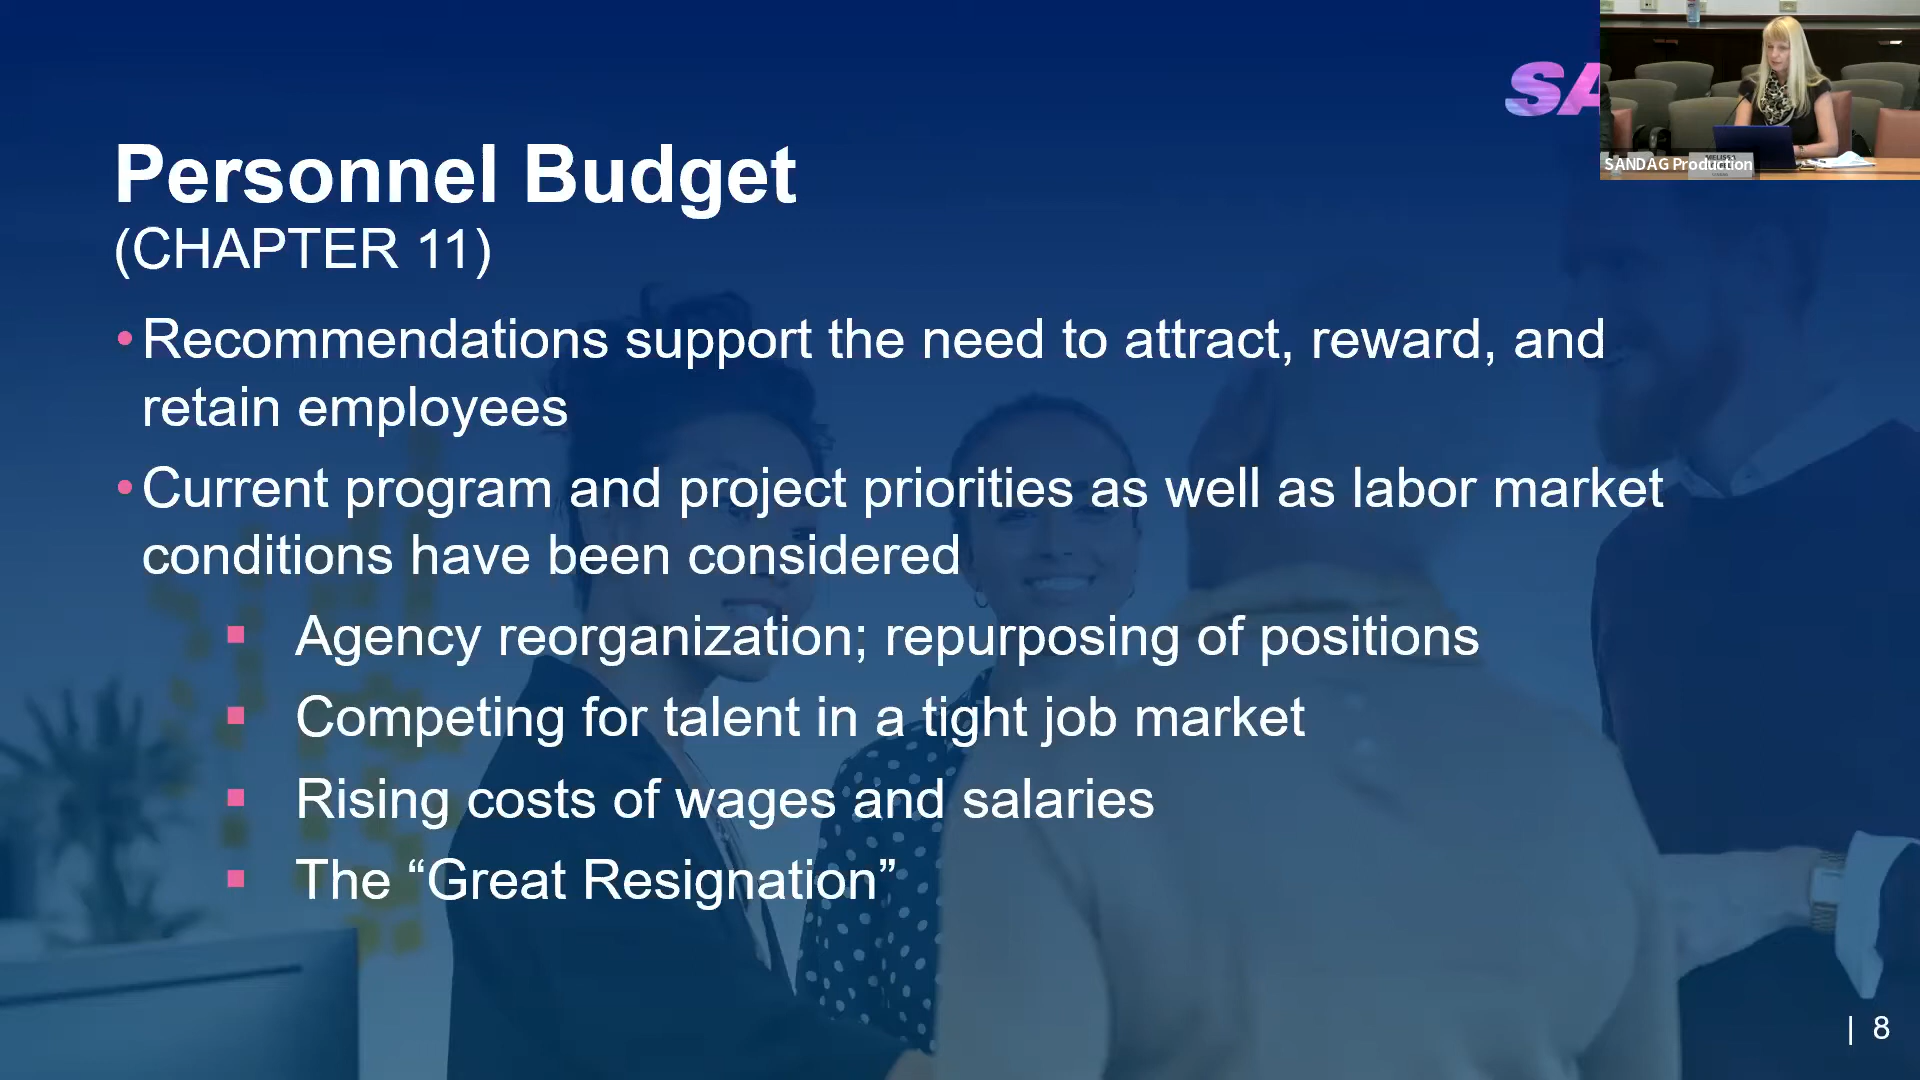 SA
SANDAG Production
Personnel Budget
(CHAPTER 11)
• Recommendations support the need to attract, reward, and
retain employees
• Current program and project priorities as well as labor market
conditions have been considered
▪ Agency reorganization; repurposing of positions
▪ Competing for talent in a tight job market
▪ Rising costs of wages and salaries
▪ The “Great Resignation”
| 8